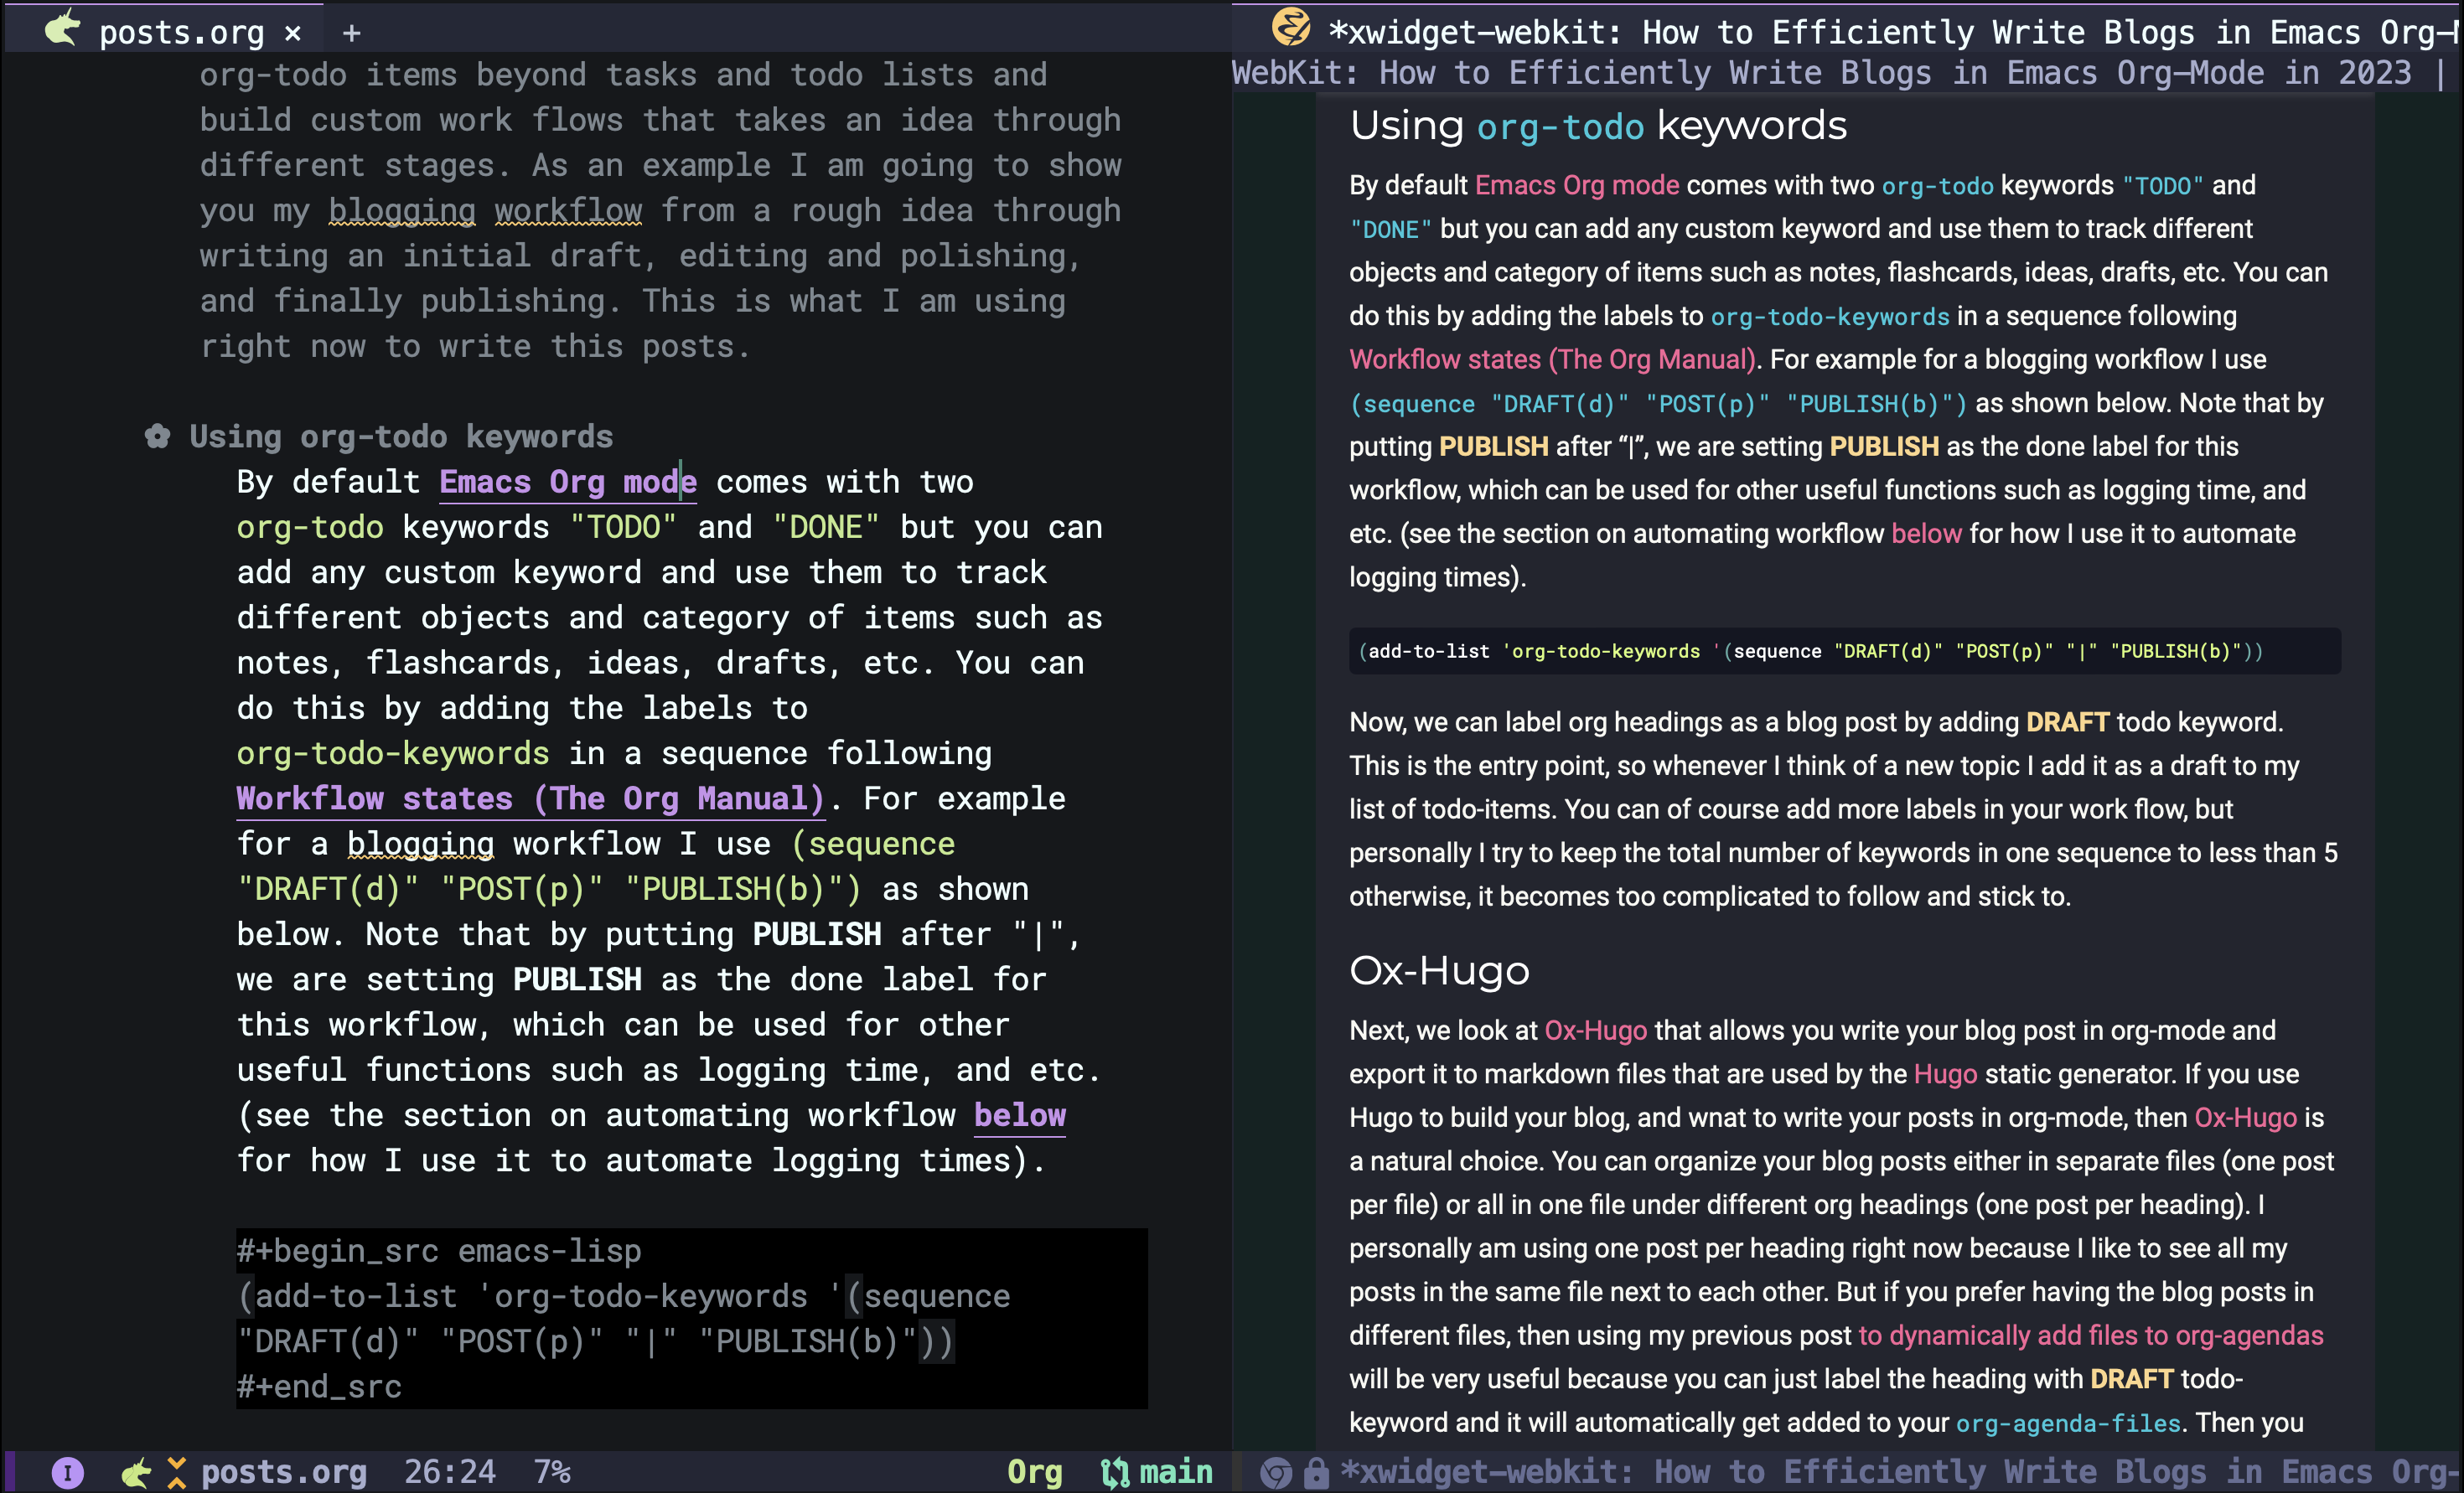 posts.org × +
org-todo items beyond tasks and todo lists and
build custom work flows that takes an idea through
different stages. As an example I am going to show
you my blogging workflow from a rough idea through
writing an initial draft, editing and polishing,
and finally publishing. This is what I am using
right now to write this posts.
Using org-todo keywords
By default Emacs Org mode comes with two
org-todo keywords "TODO" and "DONE" but you can
add any custom keyword and use them to track
different objects and category of items such as
notes, flashcards, ideas, drafts, etc. You can
do this by adding the labels to
org-todo-keywords in a sequence following
Workflow states (The Org Manual). For example
for a blogging workflow I use (sequence
"DRAFT(d)" "POST(p)" "PUBLISH(b)") as shown
below. Note that by putting PUBLISH after "|",
we are setting PUBLISH as the done label for
this workflow, which can be used for other
useful functions such as logging time, and etc.
(see the section on automating workflow below
for how I use it to automate logging times).
#+begin_src emacs-lisp
(add-to-list 'org-todo-keywords '(sequence
"DRAFT(d)" "POST(p)" "|" "PUBLISH(b)"))
#+end_src
I posts.org 26:24 7% Org main
*xwidget-webkit: How to Efficiently Write Blogs in Emacs Org-
WebKit: How to Efficiently Write Blogs in Emacs Org-Mode in 2023 |
Using org-todo keywords
By default Emacs Org mode comes with two org-todo keywords "TODO" and
"DONE" but you can add any custom keyword and use them to track different
objects and category of items such as notes, flashcards, ideas, drafts, etc. You can
do this by adding the labels to org-todo-keywords in a sequence following
Workflow states (The Org Manual). For example for a blogging workflow I use
(sequence "DRAFT(d)" "POST(p)" "PUBLISH(b)") as shown below. Note that by
putting PUBLISH after “|”, we are setting PUBLISH as the done label for this
workflow, which can be used for other useful functions such as logging time, and
etc. (see the section on automating workflow below for how I use it to automate
logging times).
(add-to-list 'org-todo-keywords '(sequence "DRAFT(d)" "POST(p)" "|" "PUBLISH(b)"))
Now, we can label org headings as a blog post by adding DRAFT todo keyword.
This is the entry point, so whenever I think of a new topic I add it as a draft to my
list of todo-items. You can of course add more labels in your work flow, but
personally I try to keep the total number of keywords in one sequence to less than 5
otherwise, it becomes too complicated to follow and stick to.
Ox-Hugo
Next, we look at Ox-Hugo that allows you write your blog post in org-mode and
export it to markdown files that are used by the Hugo static generator. If you use
Hugo to build your blog, and wnat to write your posts in org-mode, then Ox-Hugo is
a natural choice. You can organize your blog posts either in separate files (one post
per file) or all in one file under different org headings (one post per heading). I
personally am using one post per heading right now because I like to see all my
posts in the same file next to each other. But if you prefer having the blog posts in
different files, then using my previous post to dynamically add files to org-agendas
will be very useful because you can just label the heading with DRAFT todo-
keyword and it will automatically get added to your org-agenda-files. Then you
*xwidget-webkit: How to Efficiently Write Blogs in Emacs Org-